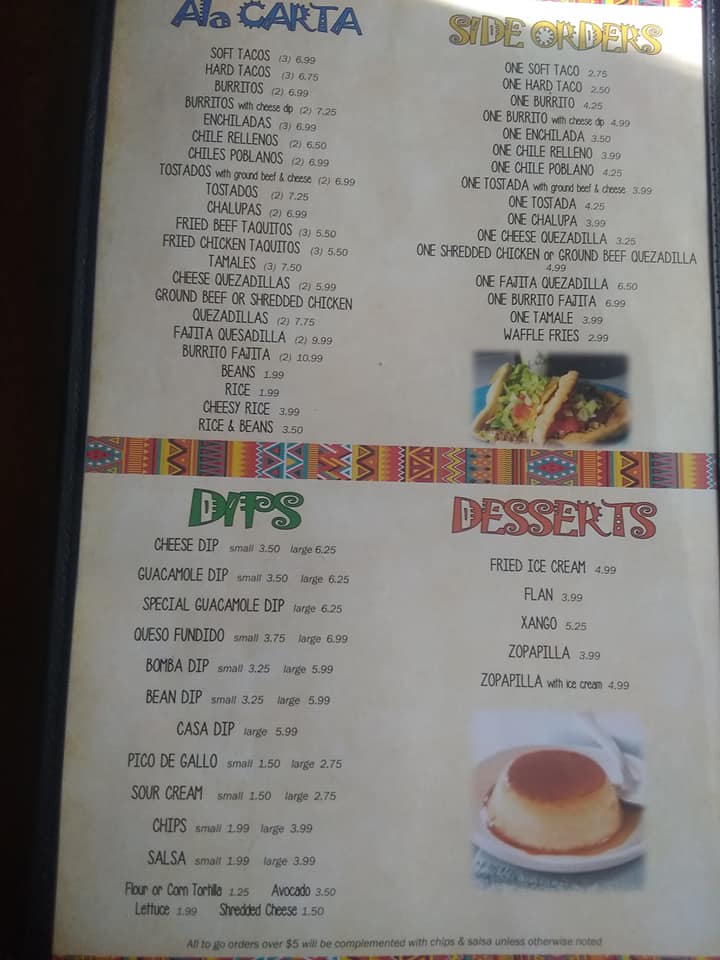 Ala CARTA
SOFT TACOS (3) 6.99
HARD TACOS (3) 6.75
BURRITOS (2) 6.99
BURRITOS with cheese dip (2) 7.25
ENCHILADAS (3) 6.99
CHILE RELLENOS (2) 6.50
CHILES POBLANOS (2) 6.99
TOSTADOS with ground beef & cheese (2) 6.99
TOSTADOS (2) 7.25
CHALUPAS (2) 6.99
FRIED BEEF TAQUITOS (3) 5.50
FRIED CHICKEN TAQUITOS (3) 5.50
TAMALES (3) 7.50
CHEESE QUEZADILLAS (2) 5.99
GROUND BEEF OR SHREDDED CHICKEN
QUEZADILLAS (2) 7.75
FAJITA QUESADILLA (2) 9.99
BURRITO FAJITA (2) 10.99
BEANS 1.99
RICE 1.99
CHEESY RICE 3.99
RICE & BEANS 3.50
SIDE ORDERS
ONE SOFT TACO 2.75
ONE HARD TACO 2.50
ONE BURRITO 4.25
ONE BURRITO with cheese dip 4.99
ONE ENCHILADA 3.50
ONE CHILE RELLENO 3.99
ONE CHILE POBLANO 4.25
ONE TOSTADA with ground beef & cheese 3.99
ONE TOSTADA 4.25
ONE CHALUPA 3.99
ONE CHEESE QUEZADILLA 3.25
ONE SHREDDED CHICKEN or GROUND BEEF QUEZADILLA
4.99
ONE FAJITA QUEZADILLA 6.50
ONE BURRITO FAJITA 6.99
ONE TAMALE 3.99
WAFFLE FRIES 2.99
DIPS
CHEESE DIP small 3.50 large 6.25
GUACAMOLE DIP small 3.50 large 6.25
SPECIAL GUACAMOLE DIP large 6.25
QUESO FUNDIDO small 3.75 large 6.99
BOMBA DIP small 3.25 large 5.99
BEAN DIP small 3.25 large 5.99
CASA DIP large 5.99
PICO DE GALLO small 1.50 large 2.75
SOUR CREAM small 1.50 large 2.75
CHIPS small 1.99 large 3.99
SALSA small 1.99 large 3.99
Flour or Corn Tortilla 1.25 Avocado 3.50
Lettuce 1.99 Shredded Cheese 1.50
DESSERTS
FRIED ICE CREAM 4.99
FLAN 3.99
XANGO 5.25
ZOPAPILLA 3.99
ZOPAPILLA with ice cream 4.99
All to go orders over $5 will be complemented with chips & salsa unless otherwise noted